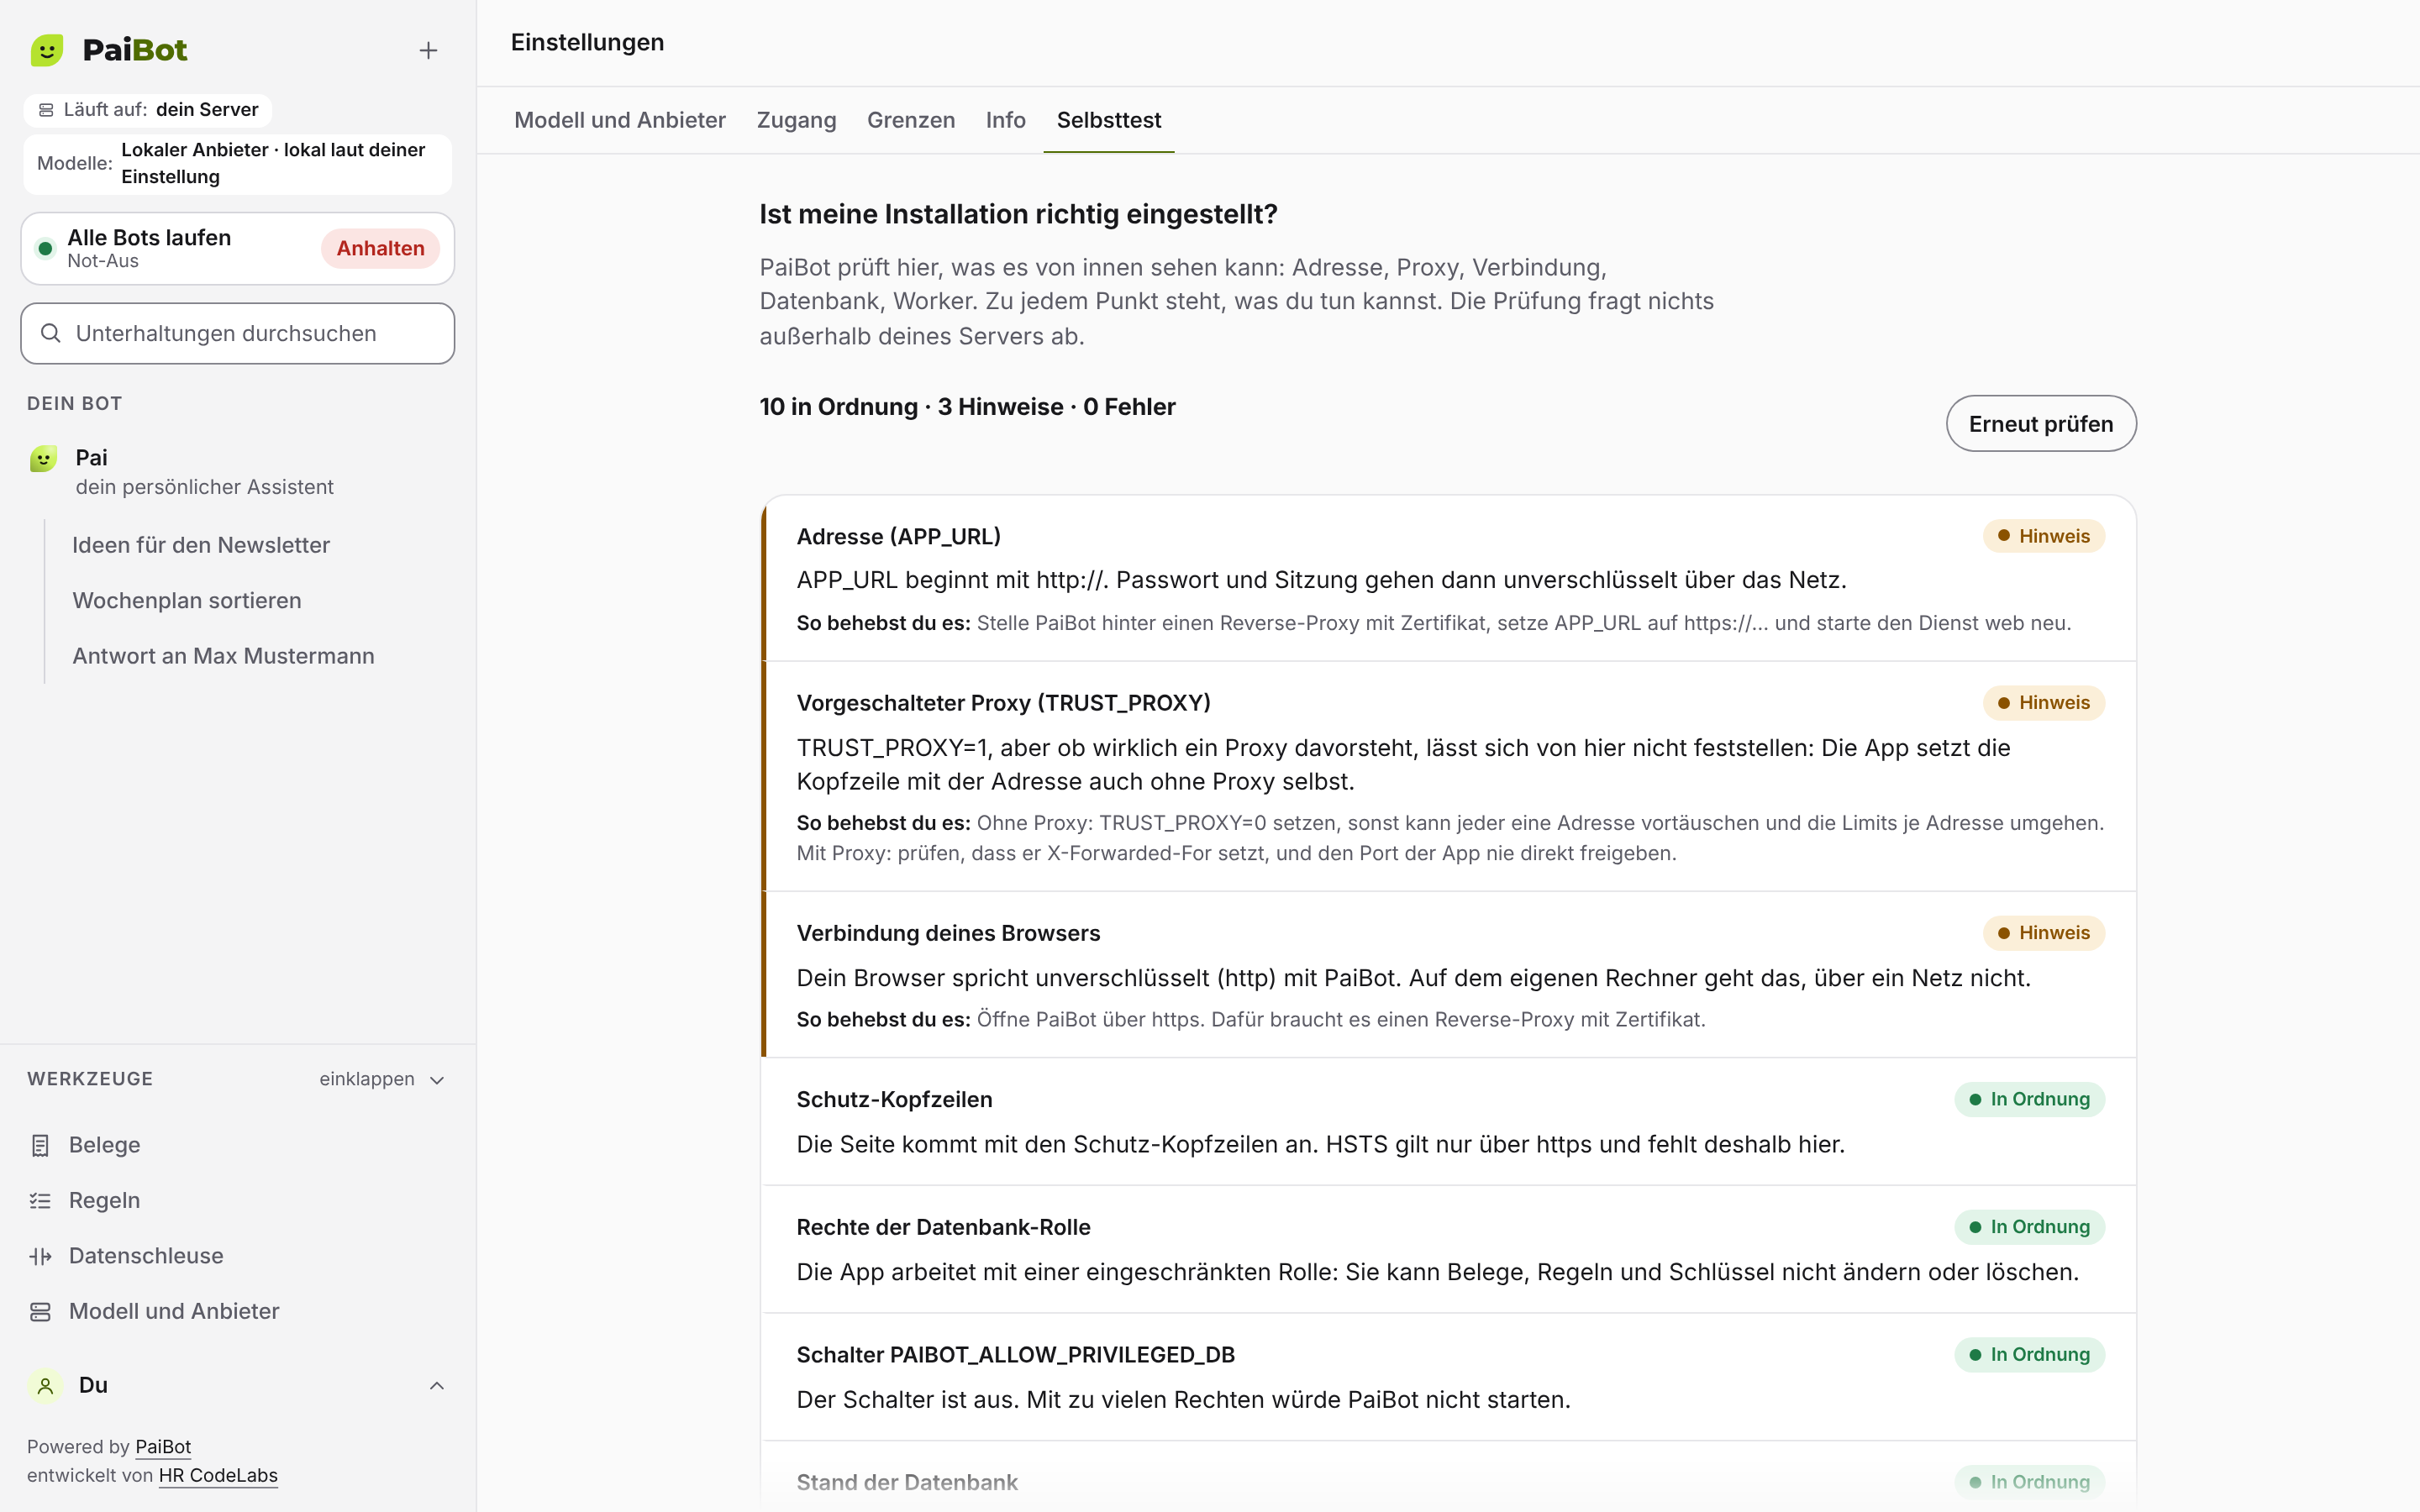 PaiBot
Läuft auf: dein Server
Modelle: Lokaler Anbieter · lokal laut deiner
Einstellung
Alle Bots laufen
Not-Aus
Anhalten
Unterhaltungen durchsuchen
DEIN BOT
Pai
dein persönlicher Assistent
Ideen für den Newsletter
Wochenplan sortieren
Antwort an Max Mustermann
WERKZEUGE
einklappen
Belege
Regeln
Datenschleuse
Modell und Anbieter
Du
Powered by PaiBot
entwickelt von HR CodeLabs
Einstellungen
Modell und Anbieter
Zugang
Grenzen
Info
Selbsttest
Ist meine Installation richtig eingestellt?
PaiBot prüft hier, was es von innen sehen kann: Adresse, Proxy, Verbindung,
Datenbank, Worker. Zu jedem Punkt steht, was du tun kannst. Die Prüfung fragt nichts
außerhalb deines Servers ab.
10 in Ordnung · 3 Hinweise · 0 Fehler
Erneut prüfen
Adresse (APP_URL)
Hinweis
APP_URL beginnt mit http://. Passwort und Sitzung gehen dann unverschlüsselt über das Netz.
So behebst du es: Stelle PaiBot hinter einen Reverse-Proxy mit Zertifikat, setze APP_URL auf https://… und starte den Dienst web neu.
Vorgeschalteter Proxy (TRUST_PROXY)
Hinweis
TRUST_PROXY=1, aber ob wirklich ein Proxy davorsteht, lässt sich von hier nicht feststellen: Die App setzt die
Kopfzeile mit der Adresse auch ohne Proxy selbst.
So behebst du es: Ohne Proxy: TRUST_PROXY=0 setzen, sonst kann jeder eine Adresse vortäuschen und die Limits je Adresse umgehen.
Mit Proxy: prüfen, dass er X-Forwarded-For setzt, und den Port der App nie direkt freigeben.
Verbindung deines Browsers
Hinweis
Dein Browser spricht unverschlüsselt (http) mit PaiBot. Auf dem eigenen Rechner geht das, über ein Netz nicht.
So behebst du es: Öffne PaiBot über https. Dafür braucht es einen Reverse-Proxy mit Zertifikat.
Schutz-Kopfzeilen
In Ordnung
Die Seite kommt mit den Schutz-Kopfzeilen an. HSTS gilt nur über https und fehlt deshalb hier.
Rechte der Datenbank-Rolle
In Ordnung
Die App arbeitet mit einer eingeschränkten Rolle: Sie kann Belege, Regeln und Schlüssel nicht ändern oder löschen.
Schalter PAIBOT_ALLOW_PRIVILEGED_DB
In Ordnung
Der Schalter ist aus. Mit zu vielen Rechten würde PaiBot nicht starten.
Stand der Datenbank
In Ordnung